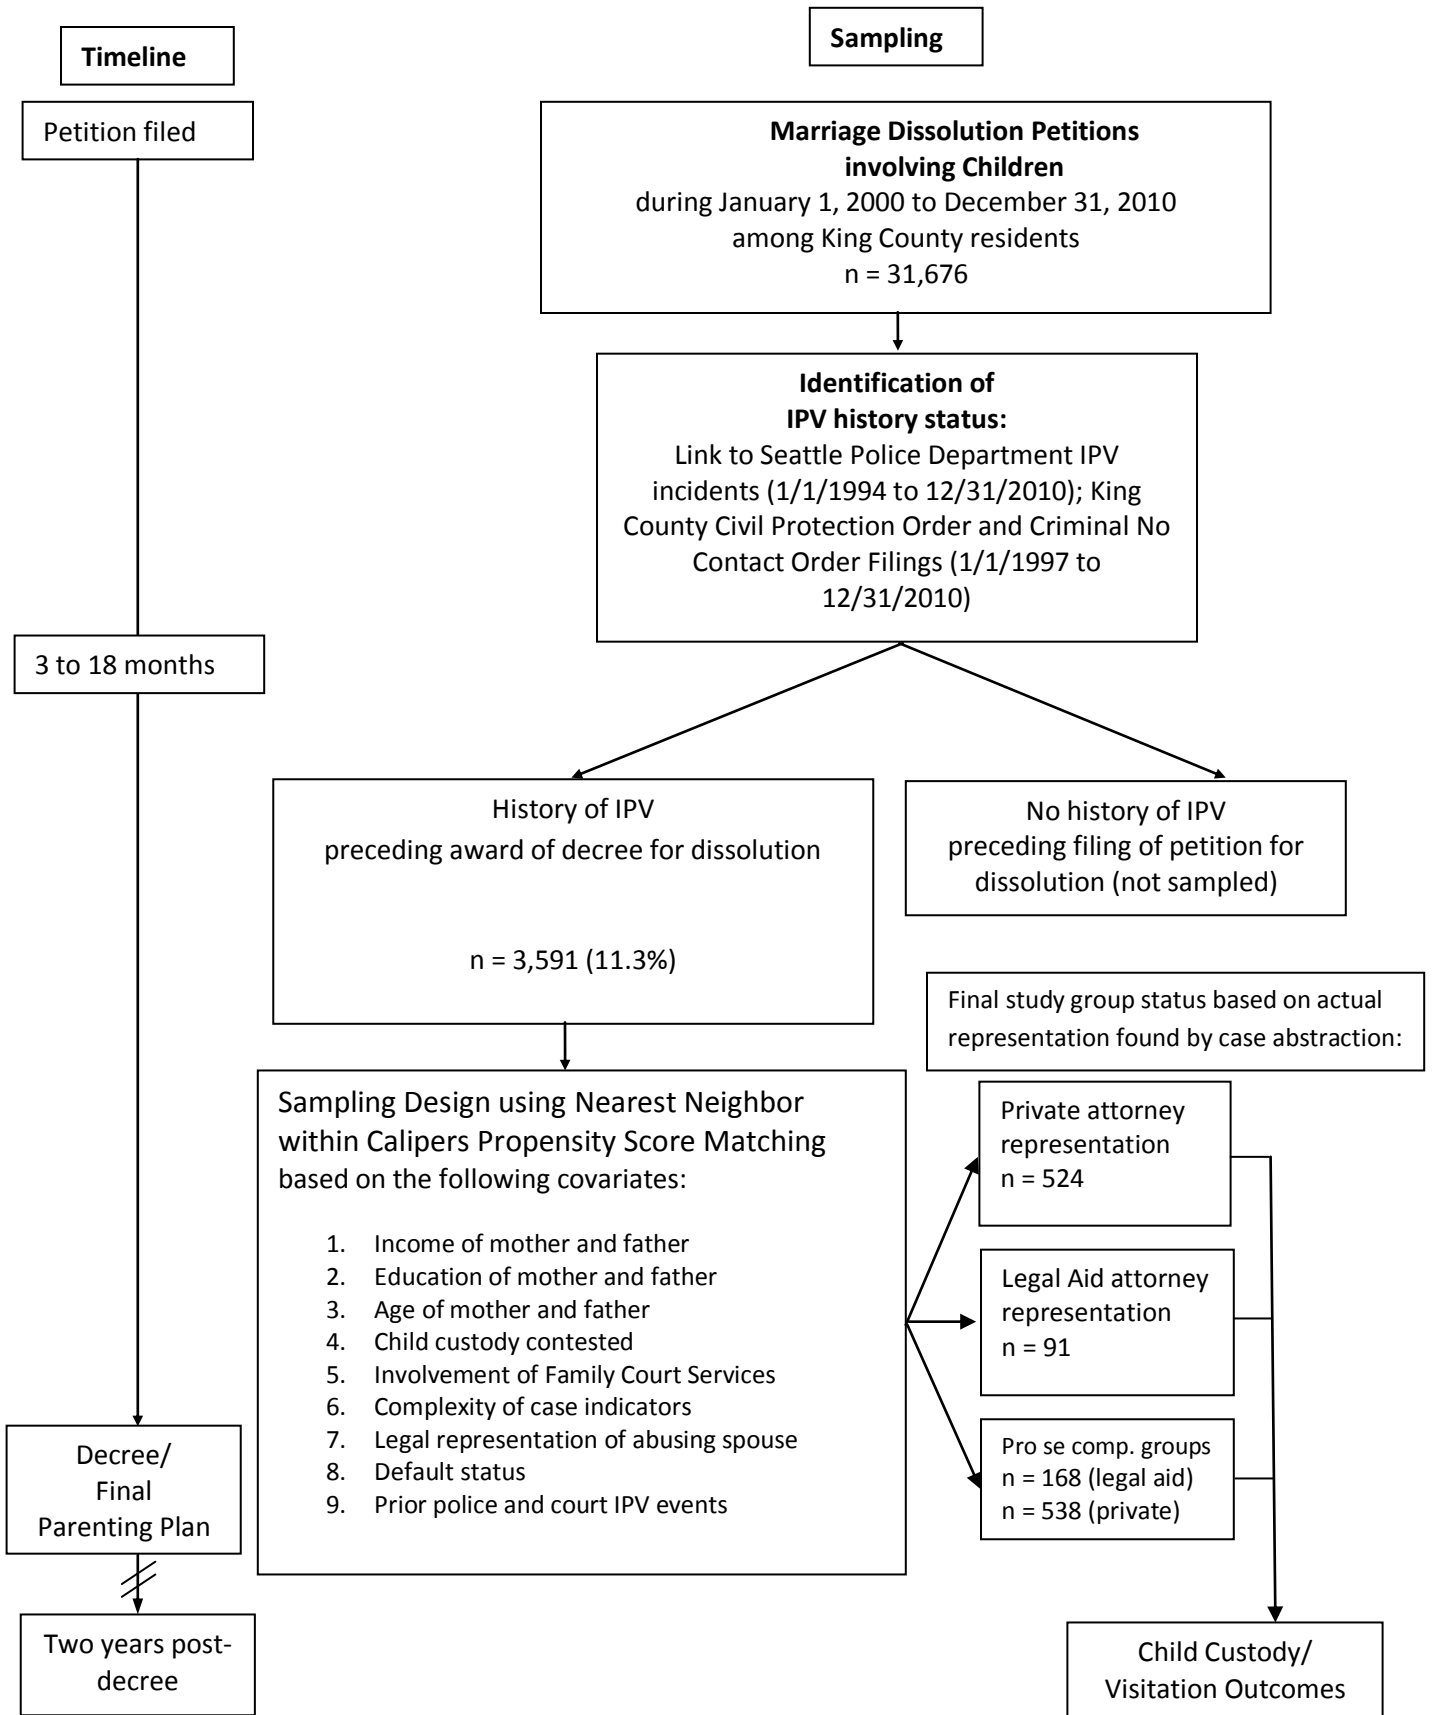 Timeline
Petition filed
3 to 18 months
Decree/
Final
Parenting Plan
Two years post-
decree
Sampling
Marriage Dissolution Petitions
involving Children
during January 1, 2000 to December 31, 2010
among King County residents
n = 31,676
Identification of
IPV history status:
Link to Seattle Police Department IPV
incidents (1/1/1994 to 12/31/2010); King
County Civil Protection Order and Criminal No
Contact Order Filings (1/1/1997 to
12/31/2010)
History of IPV
preceding award of decree for dissolution
n = 3,591 (11.3%)
No history of IPV
preceding filing of petition for
dissolution (not sampled)
Sampling Design using Nearest Neighbor
within Calipers Propensity Score Matching
based on the following covariates:
1. Income of mother and father
2. Education of mother and father
3. Age of mother and father
4. Child custody contested
5. Involvement of Family Court Services
6. Complexity of case indicators
7. Legal representation of abusing spouse
8. Default status
9. Prior police and court IPV events
Final study group status based on actual
representation found by case abstraction:
Private attorney
representation
n = 524
Legal Aid attorney
representation
n = 91
Pro se comp. groups
n = 168 (legal aid)
n = 538 (private)
Child Custody/
Visitation Outcomes